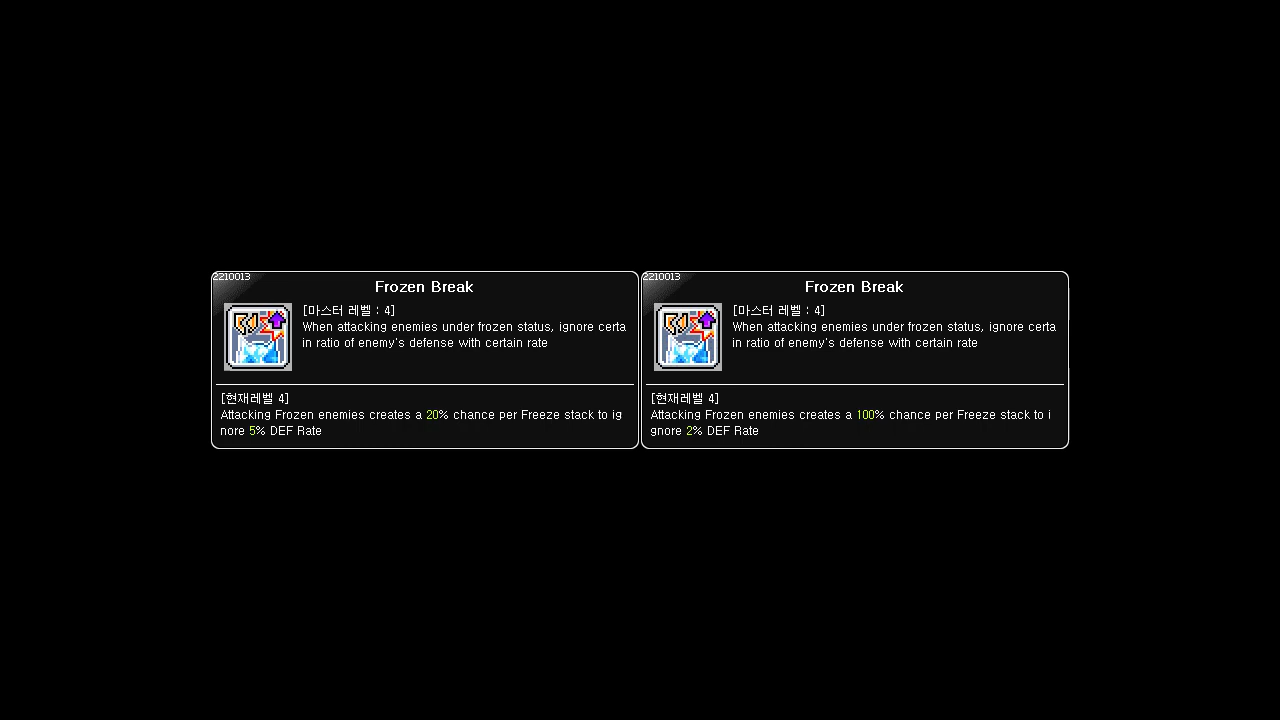 2210013
Frozen Break
[마스터 레벨 : 4]
When attacking enemies under frozen status, ignore certa
in ratio of enemy's defense with certain rate
[현재레벨 4]
Attacking Frozen enemies creates a 20% chance per Freeze stack to ig
nore 5% DEF Rate
2210013
Frozen Break
[마스터 레벨 : 4]
When attacking enemies under frozen status, ignore certa
in ratio of enemy's defense with certain rate
[현재레벨 4]
Attacking Frozen enemies creates a 100% chance per Freeze stack to i
gnore 2% DEF Rate